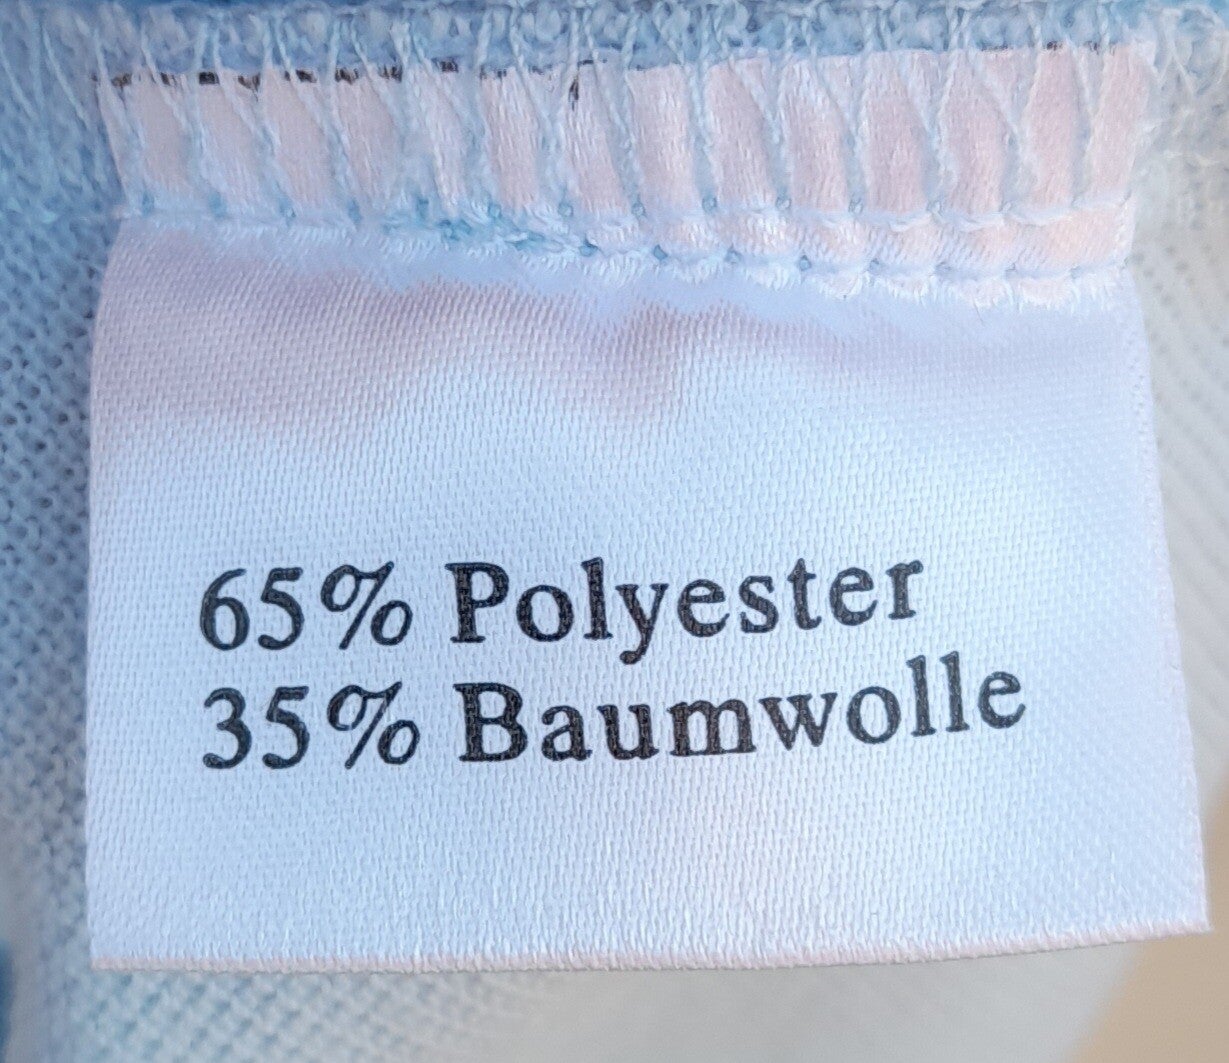 65% Polyester
35% Baumwolle